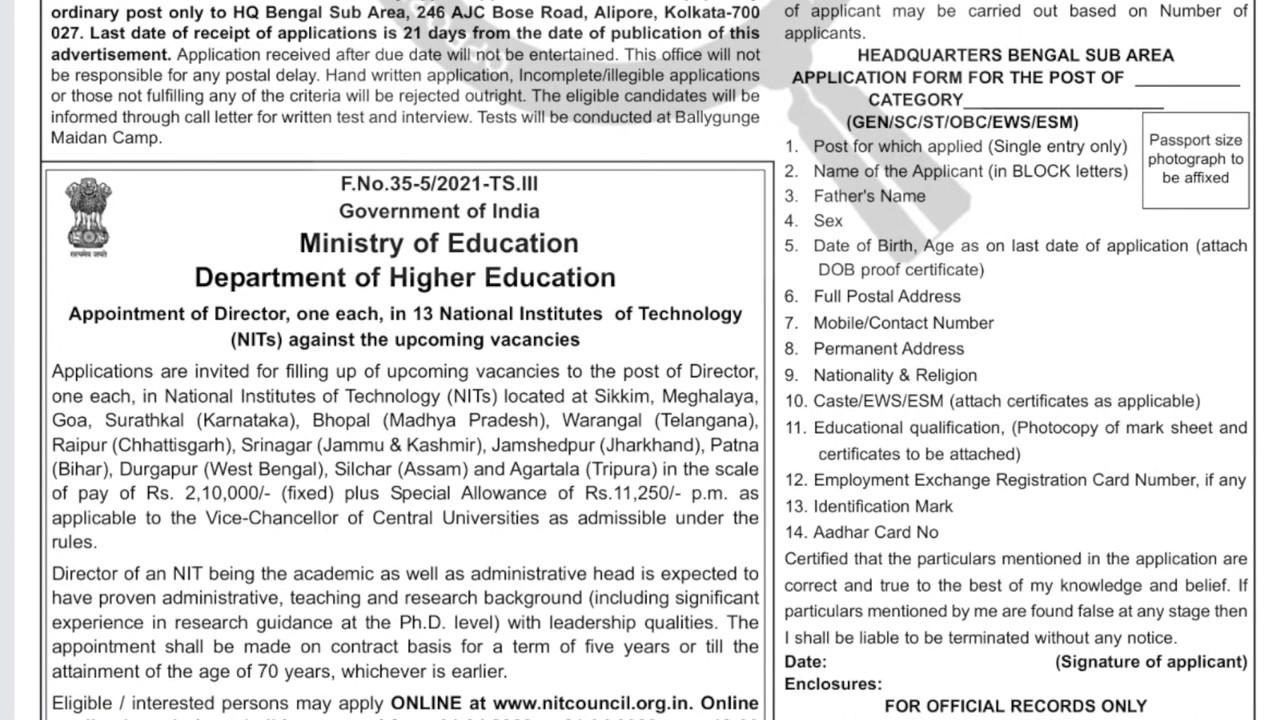 ordinary post only to HQ Bengal Sub Area, 246 AJC Bose Road, Alipore, Kolkata-700
027. Last date of receipt of applications is 21 days from the date of publication of this
advertisement. Application received after due date will not be entertained. This office will not
be responsible for any postal delay. Hand written application, Incomplete/illegible applications
or those not fulfilling any of the criteria will be rejected outright. The eligible candidates will be
informed through call letter for written test and interview. Tests will be conducted at Ballygunge
Maidan Camp.
सत्यमेव जयते
F.No.35-5/2021-TS.III
Government of India
Ministry of Education
Department of Higher Education
Appointment of Director, one each, in 13 National Institutes of Technology
(NITs) against the upcoming vacancies
Applications are invited for filling up of upcoming vacancies to the post of Director,
one each, in National Institutes of Technology (NITs) located at Sikkim, Meghalaya,
Goa, Surathkal (Karnataka), Bhopal (Madhya Pradesh), Warangal (Telangana),
Raipur (Chhattisgarh), Srinagar (Jammu & Kashmir), Jamshedpur (Jharkhand), Patna
(Bihar), Durgapur (West Bengal), Silchar (Assam) and Agartala (Tripura) in the scale
of pay of Rs. 2,10,000/- (fixed) plus Special Allowance of Rs.11,250/- p.m. as
applicable to the Vice-Chancellor of Central Universities as admissible under the
rules.
Director of an NIT being the academic as well as administrative head is expected to
have proven administrative, teaching and research background (including significant
experience in research guidance at the Ph.D. level) with leadership qualities. The
appointment shall be made on contract basis for a term of five years or till the
attainment of the age of 70 years, whichever is earlier.
Eligible / interested persons may apply ONLINE at www.nitcouncil.org.in. Online
of applicant may be carried out based on Number of
applicants.
HEADQUARTERS BENGAL SUB AREA
APPLICATION FORM FOR THE POST OF __________
CATEGORY___________________
(GEN/SC/ST/OBC/EWS/ESM)
Passport size
photograph to
be affixed
1. Post for which applied (Single entry only)
2. Name of the Applicant (in BLOCK letters)
3. Father's Name
4. Sex
5. Date of Birth, Age as on last date of application (attach
DOB proof certificate)
6. Full Postal Address
7. Mobile/Contact Number
8. Permanent Address
9. Nationality & Religion
10. Caste/EWS/ESM (attach certificates as applicable)
11. Educational qualification, (Photocopy of mark sheet and
certificates to be attached)
12. Employment Exchange Registration Card Number, if any
13. Identification Mark
14. Aadhar Card No
Certified that the particulars mentioned in the application are
correct and true to the best of my knowledge and belief. If
particulars mentioned by me are found false at any stage then
I shall be liable to be terminated without any notice.
Date: (Signature of applicant)
Enclosures:
FOR OFFICIAL RECORDS ONLY